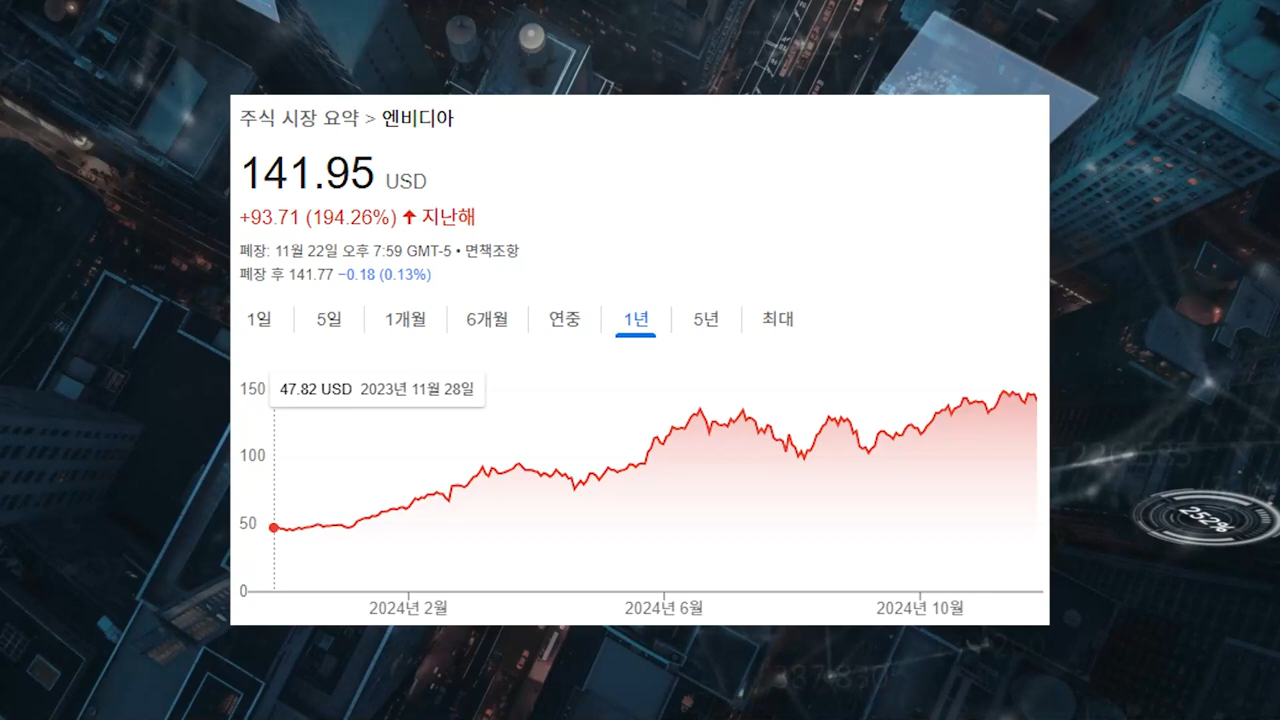 주식 시장 요약 > 엔비디아
141.95 USD
+93.71 (194.26%) ↑ 지난해
폐장: 11월 22일 오후 7:59 GMT-5 • 면책조항
폐장 후 141.77 −0.18 (0.13%)
1일 5일 1개월 6개월 연중 1년 5년 최대
150
47.82 USD 2023년 11월 28일
100
50
0
2024년 2월 2024년 6월 2024년 10월
252%